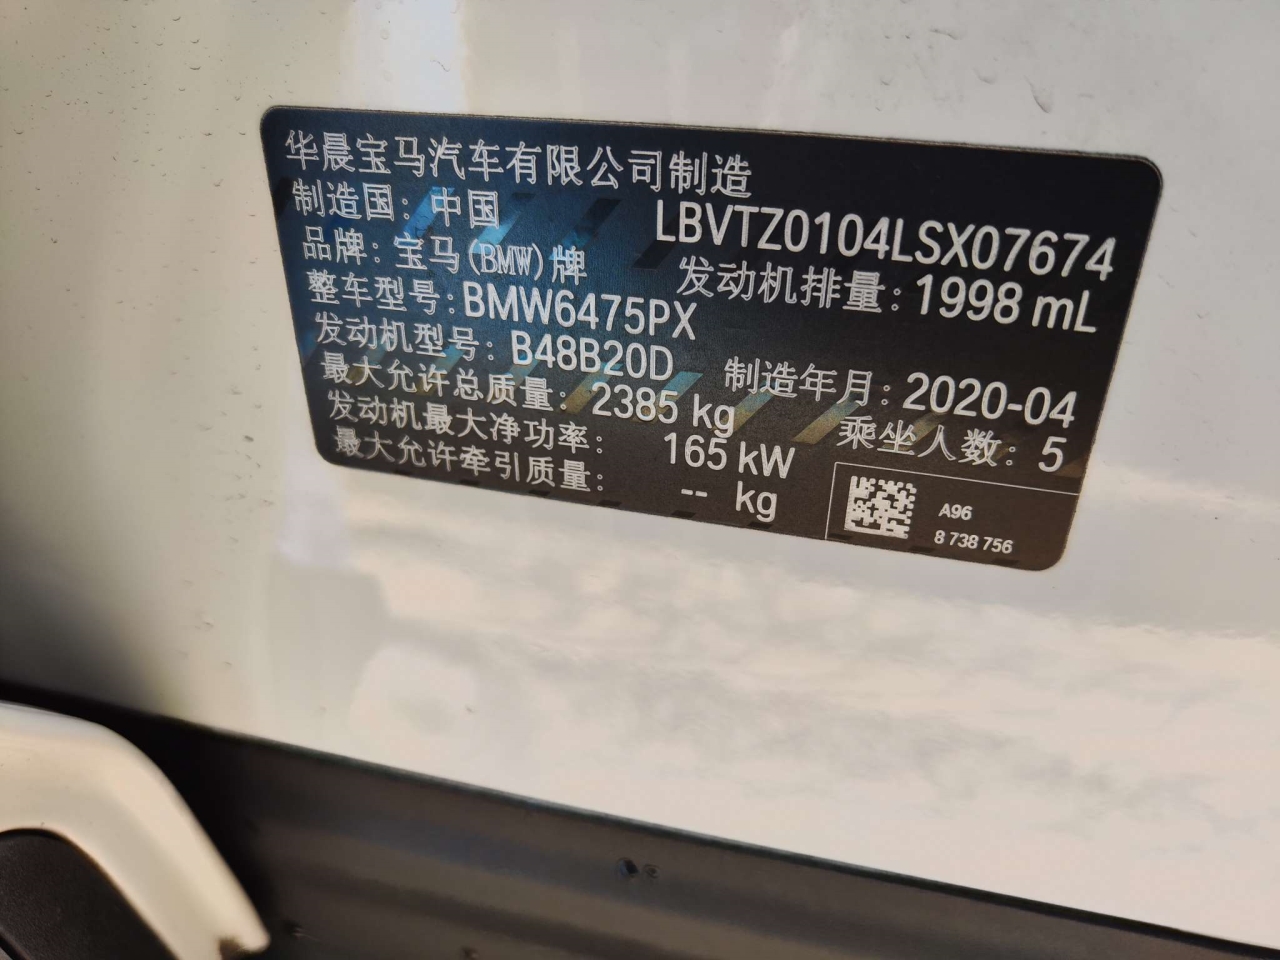 华晨宝马汽车有限公司制造
制造国：中国 LBVTZ0104LSX07674
品牌：宝马(BMW)牌 发动机排量：1998 mL
整车型号：BMW6475PX
发动机型号：B48B20D 制造年月：2020-04
最大允许总质量：2385 kg 乘坐人数：5
发动机最大净功率：165 kW
最大允许牵引质量：-- kg
A96
8 738 756